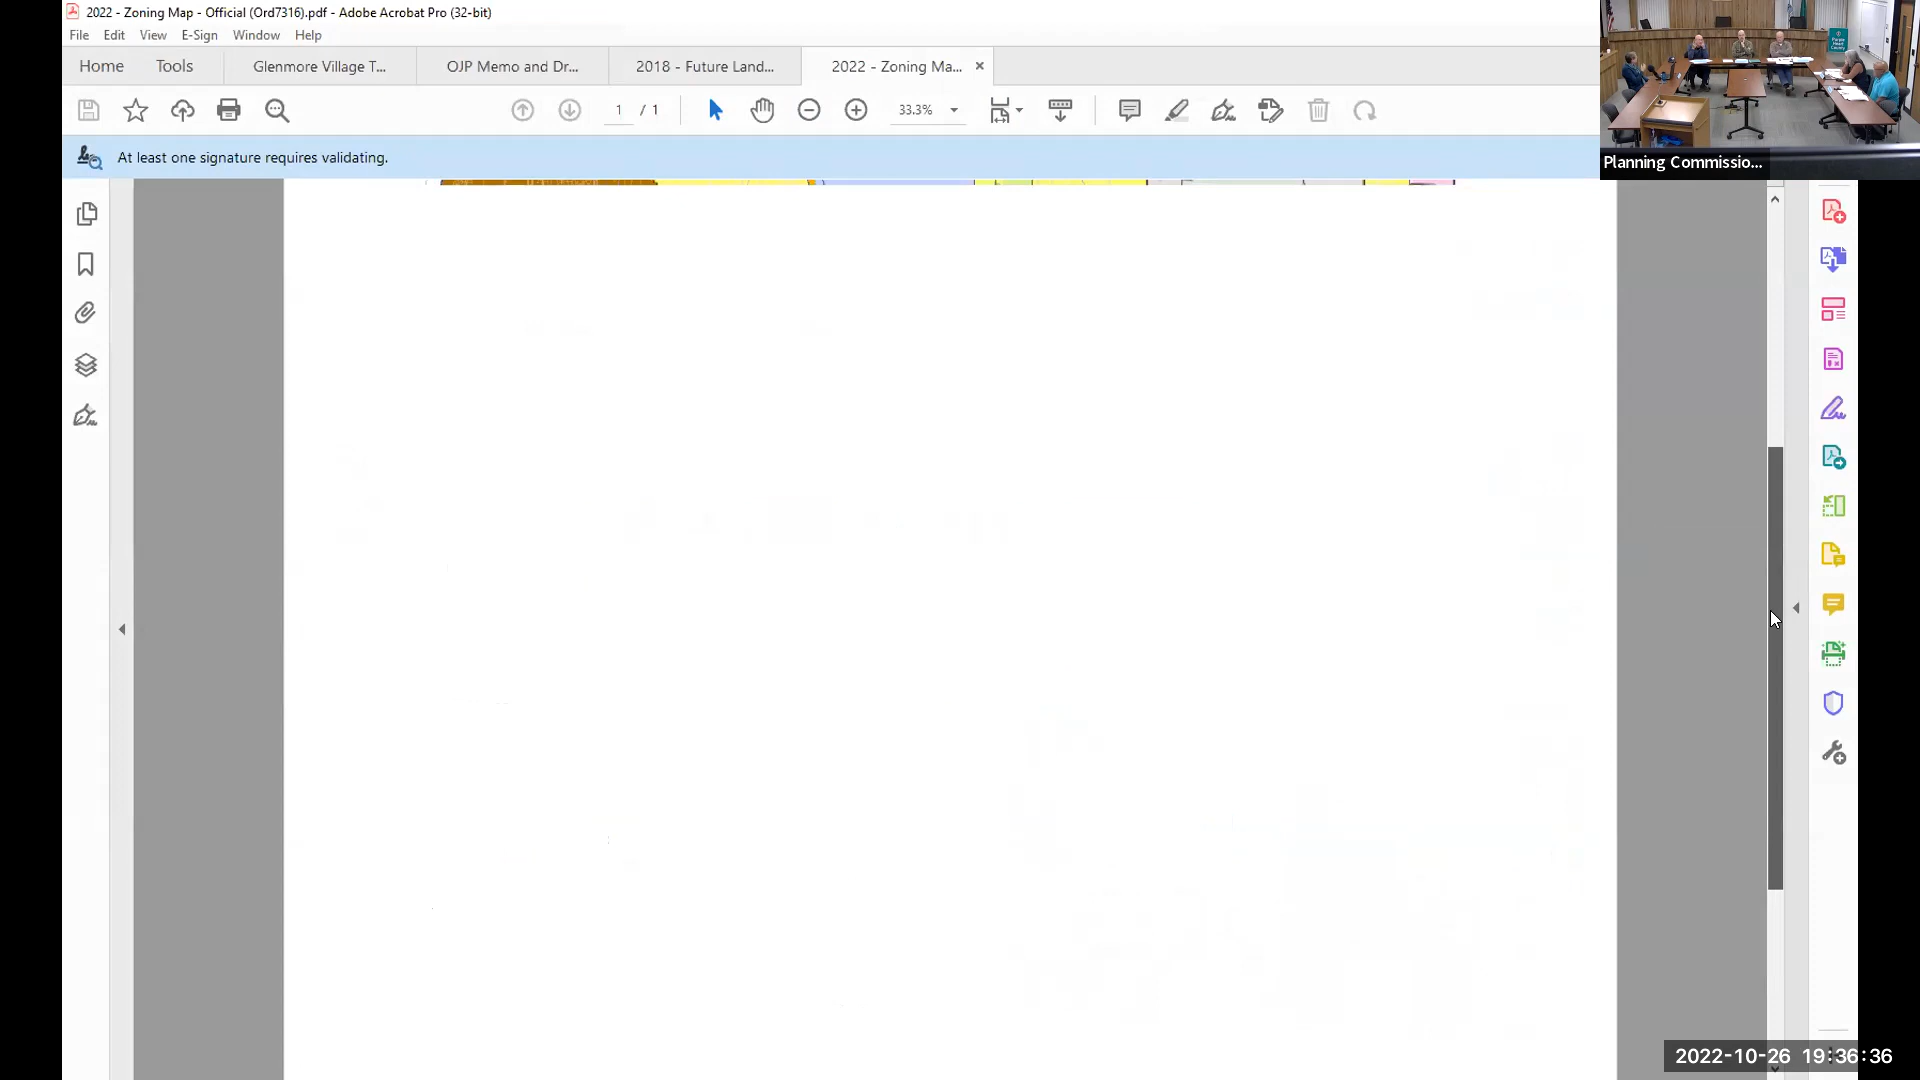 2022 - Zoning Map - Official (Ord7316).pdf - Adobe Acrobat Pro (32-bit)
File Edit View E-Sign Window Help
Home Tools Glenmore Village T... OJP Memo and Dr... 2018 - Future Land... 2022 - Zoning Ma...
1 / 1 33.3%
At least one signature requires validating.
Planning Commissio...
2022-10-26 19:36:36